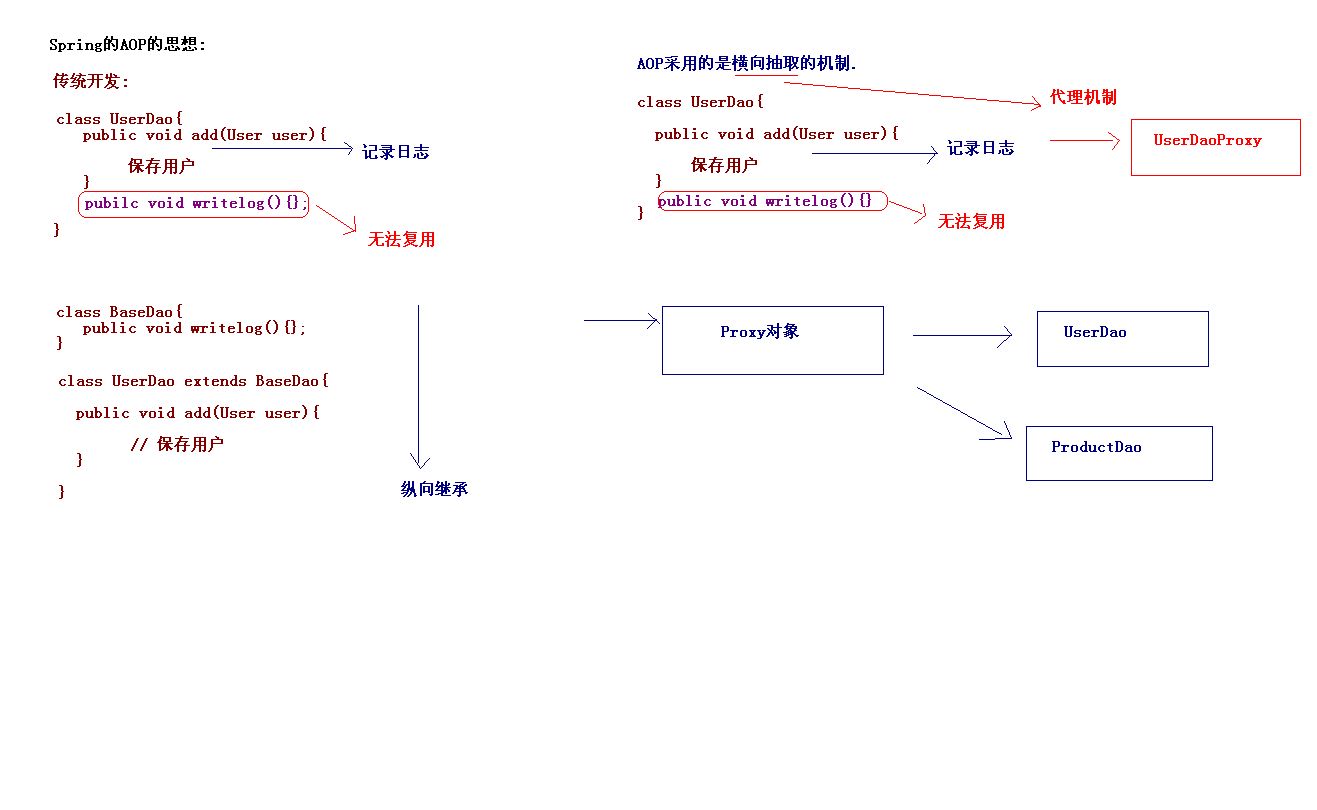 Spring的AOP的思想:
传统开发:
class UserDao{
public void add(User user){
保存用户
记录日志
}
pubilc void writelog(){};
}
无法复用
class BaseDao{
public void writelog(){};
}
class UserDao extends BaseDao{
public void add(User user){
// 保存用户
}
}
纵向继承
AOP采用的是横向抽取的机制.
代理机制
class UserDao{
public void add(User user){
保存用户
记录日志
}
public void writelog(){}
}
无法复用
UserDaoProxy
Proxy对象
UserDao
ProductDao